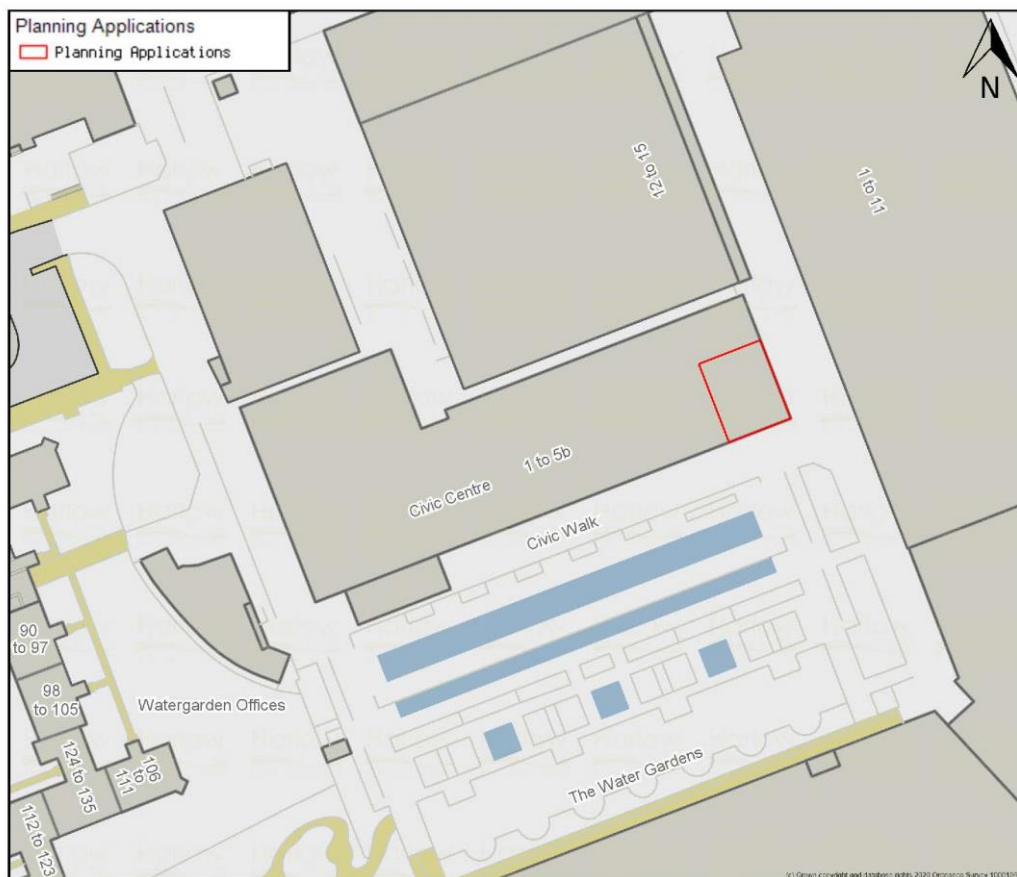 Planning Applications
Planning Applications
N
12 to 15
1 to 11
1 to 5b
Civic Centre
Civic Walk
90
to 97
98
to 105
Watergarden Offices
106
to
111
124 to 135
112 to 123
The Water Gardens
(c) Crown copyright and database rights 2020 Ordnance Survey